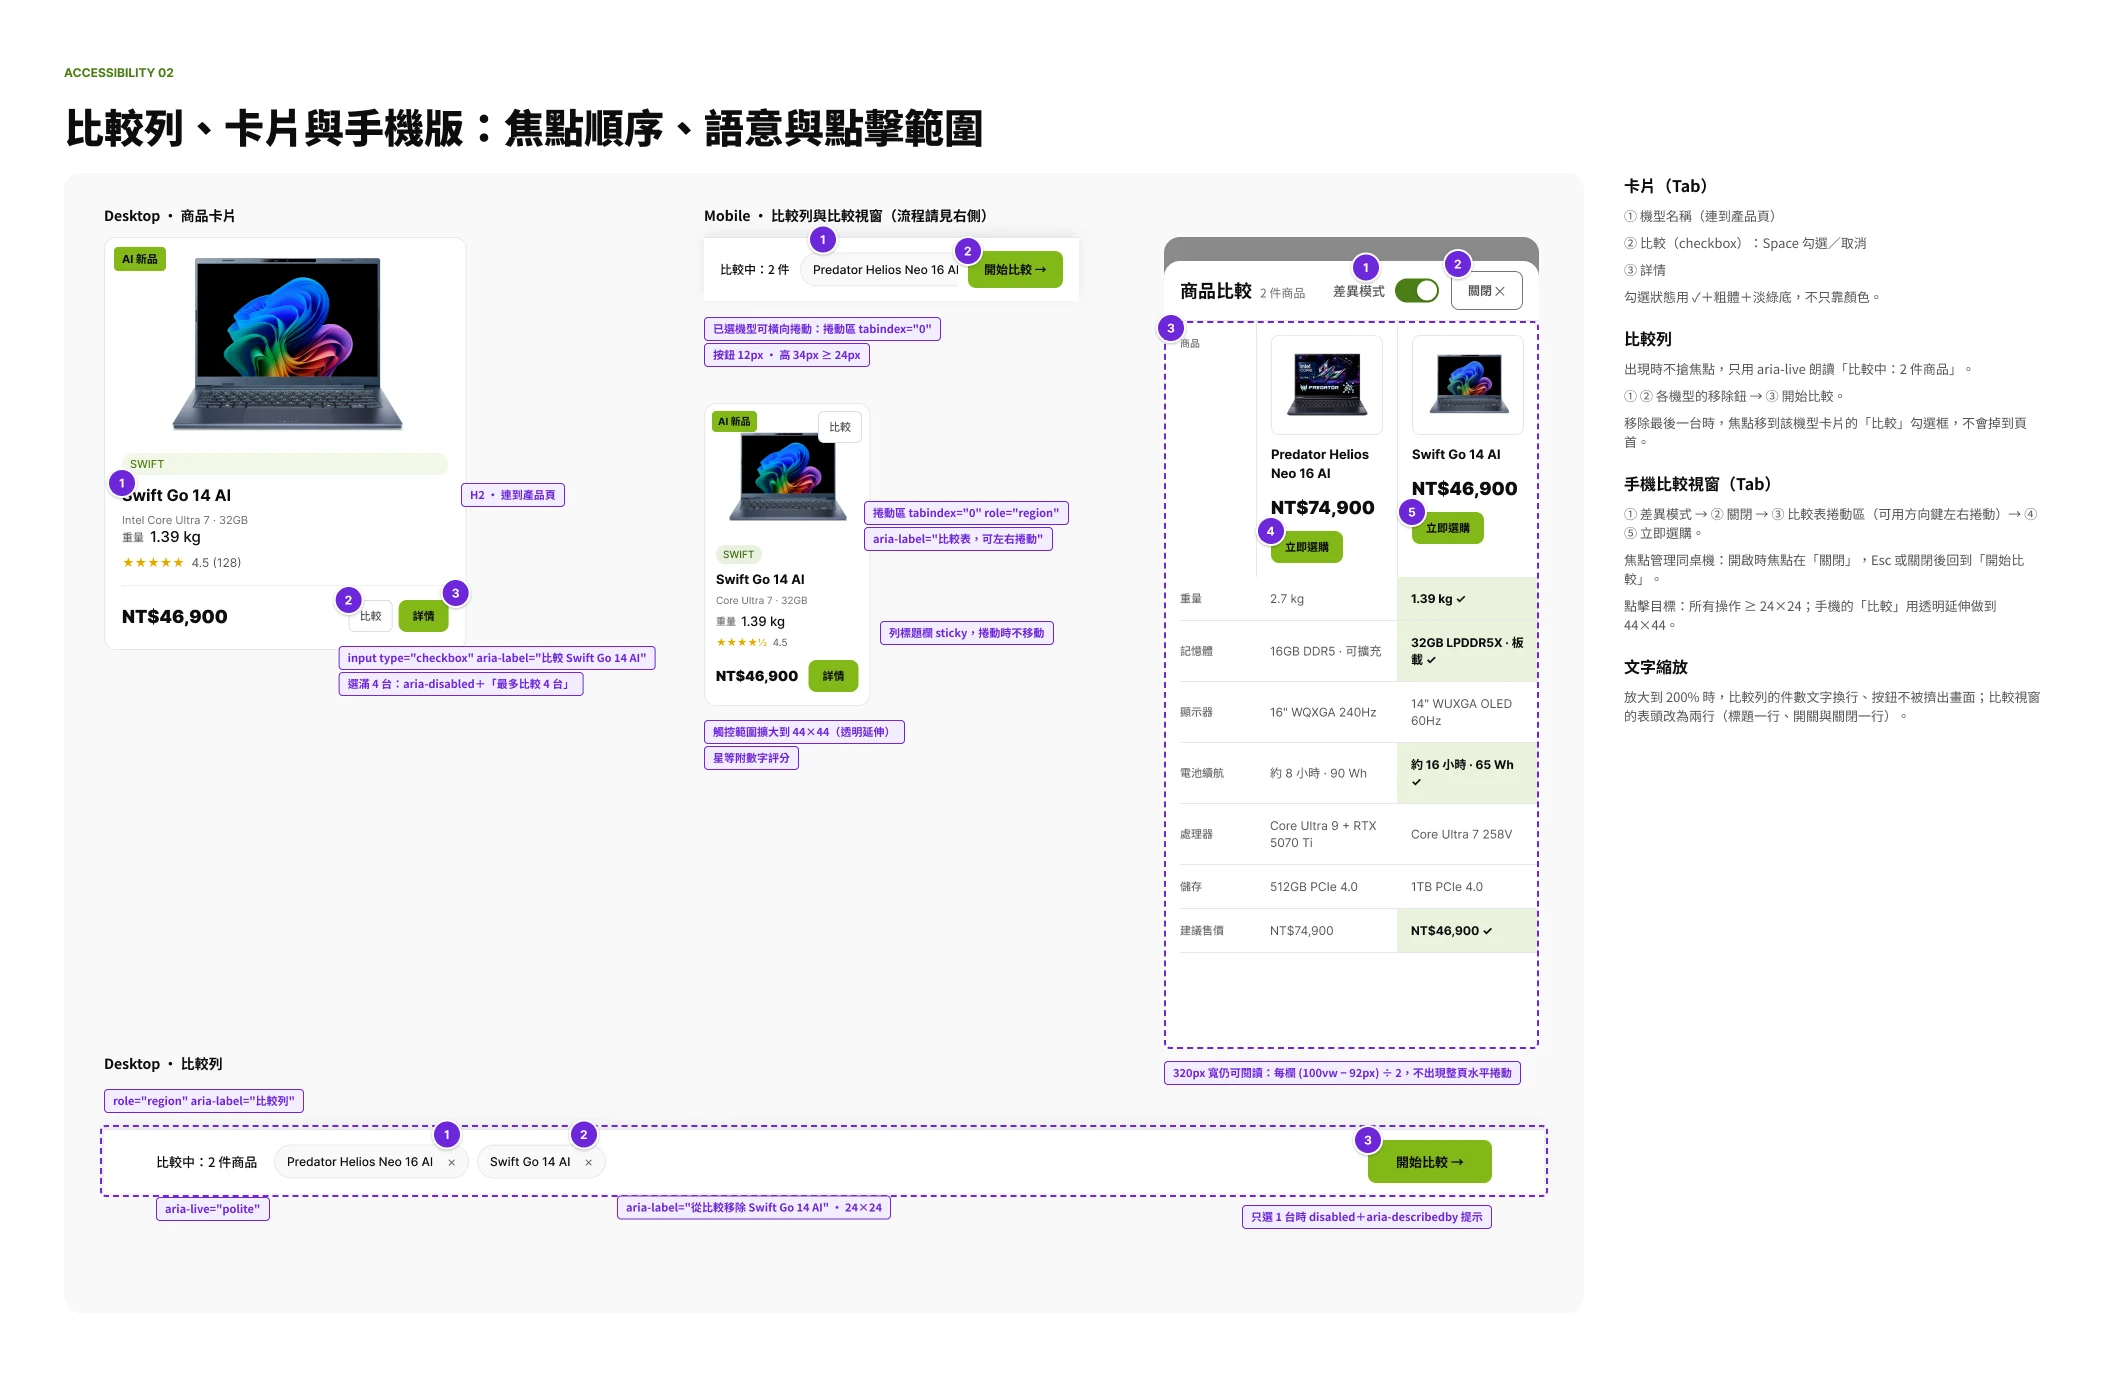 ACCESSIBILITY 02
比較列、卡片與手機版：焦點順序、語意與點擊範圍
Desktop · 商品卡片
AI 新品
SWIFT
1
Swift Go 14 AI
H2 · 連到產品頁
Intel Core Ultra 7 · 32GB
重量 1.39 kg
★★★★★ 4.5 (128)
NT$46,900
2
比較
3
詳情
input type="checkbox" aria-label="比較 Swift Go 14 AI"
選滿 4 台：aria-disabled＋「最多比較 4 台」
Mobile · 比較列與比較視窗（流程請見右側）
1
2
比較中：2 件
Predator Helios Neo 16 AI
開始比較 →
已選機型可橫向捲動：捲動區 tabindex="0"
按鈕 12px · 高 34px ≥ 24px
AI 新品
比較
捲動區 tabindex="0" role="region"
aria-label="比較表，可左右捲動"
SWIFT
Swift Go 14 AI
Core Ultra 7 · 32GB
重量 1.39 kg
★★★★½ 4.5
NT$46,900
詳情
列標題欄 sticky，捲動時不移動
觸控範圍擴大到 44×44（透明延伸）
星等附數字評分
1
2
商品比較 2 件商品
差異模式
關閉 ✕
3
商品
PREDATOR
Predator Helios
Neo 16 AI
NT$74,900
4
立即選購
Swift Go 14 AI
NT$46,900
5
立即選購
重量
2.7 kg
1.39 kg ✓
記憶體
16GB DDR5 · 可擴充
32GB LPDDR5X · 板
載 ✓
顯示器
16" WQXGA 240Hz
14" WUXGA OLED
60Hz
電池續航
約 8 小時 · 90 Wh
約 16 小時 · 65 Wh
✓
處理器
Core Ultra 9 + RTX
5070 Ti
Core Ultra 7 258V
儲存
512GB PCIe 4.0
1TB PCIe 4.0
建議售價
NT$74,900
NT$46,900 ✓
320px 寬仍可閱讀：每欄 (100vw − 92px) ÷ 2，不出現整頁水平捲動
Desktop · 比較列
role="region" aria-label="比較列"
1
2
3
比較中：2 件商品
Predator Helios Neo 16 AI ×
Swift Go 14 AI ×
開始比較 →
aria-live="polite"
aria-label="從比較移除 Swift Go 14 AI" · 24×24
只選 1 台時 disabled＋aria-describedby 提示
卡片（Tab）
① 機型名稱（連到產品頁）
② 比較（checkbox）：Space 勾選／取消
③ 詳情
勾選狀態用 ✓＋粗體＋淡綠底，不只靠顏色。
比較列
出現時不搶焦點，只用 aria-live 朗讀「比較中：2 件商品」。
① ② 各機型的移除鈕 → ③ 開始比較。
移除最後一台時，焦點移到該機型卡片的「比較」勾選框，不會掉到頁
首。
手機比較視窗（Tab）
① 差異模式 → ② 關閉 → ③ 比較表捲動區（可用方向鍵左右捲動）→ ④
⑤ 立即選購。
焦點管理同桌機：開啟時焦點在「關閉」，Esc 或關閉後回到「開始比
較」。
點擊目標：所有操作 ≥ 24×24；手機的「比較」用透明延伸做到
44×44。
文字縮放
放大到 200% 時，比較列的件數文字換行、按鈕不被擠出畫面；比較視窗
的表頭改為兩行（標題一行、開關與關閉一行）。